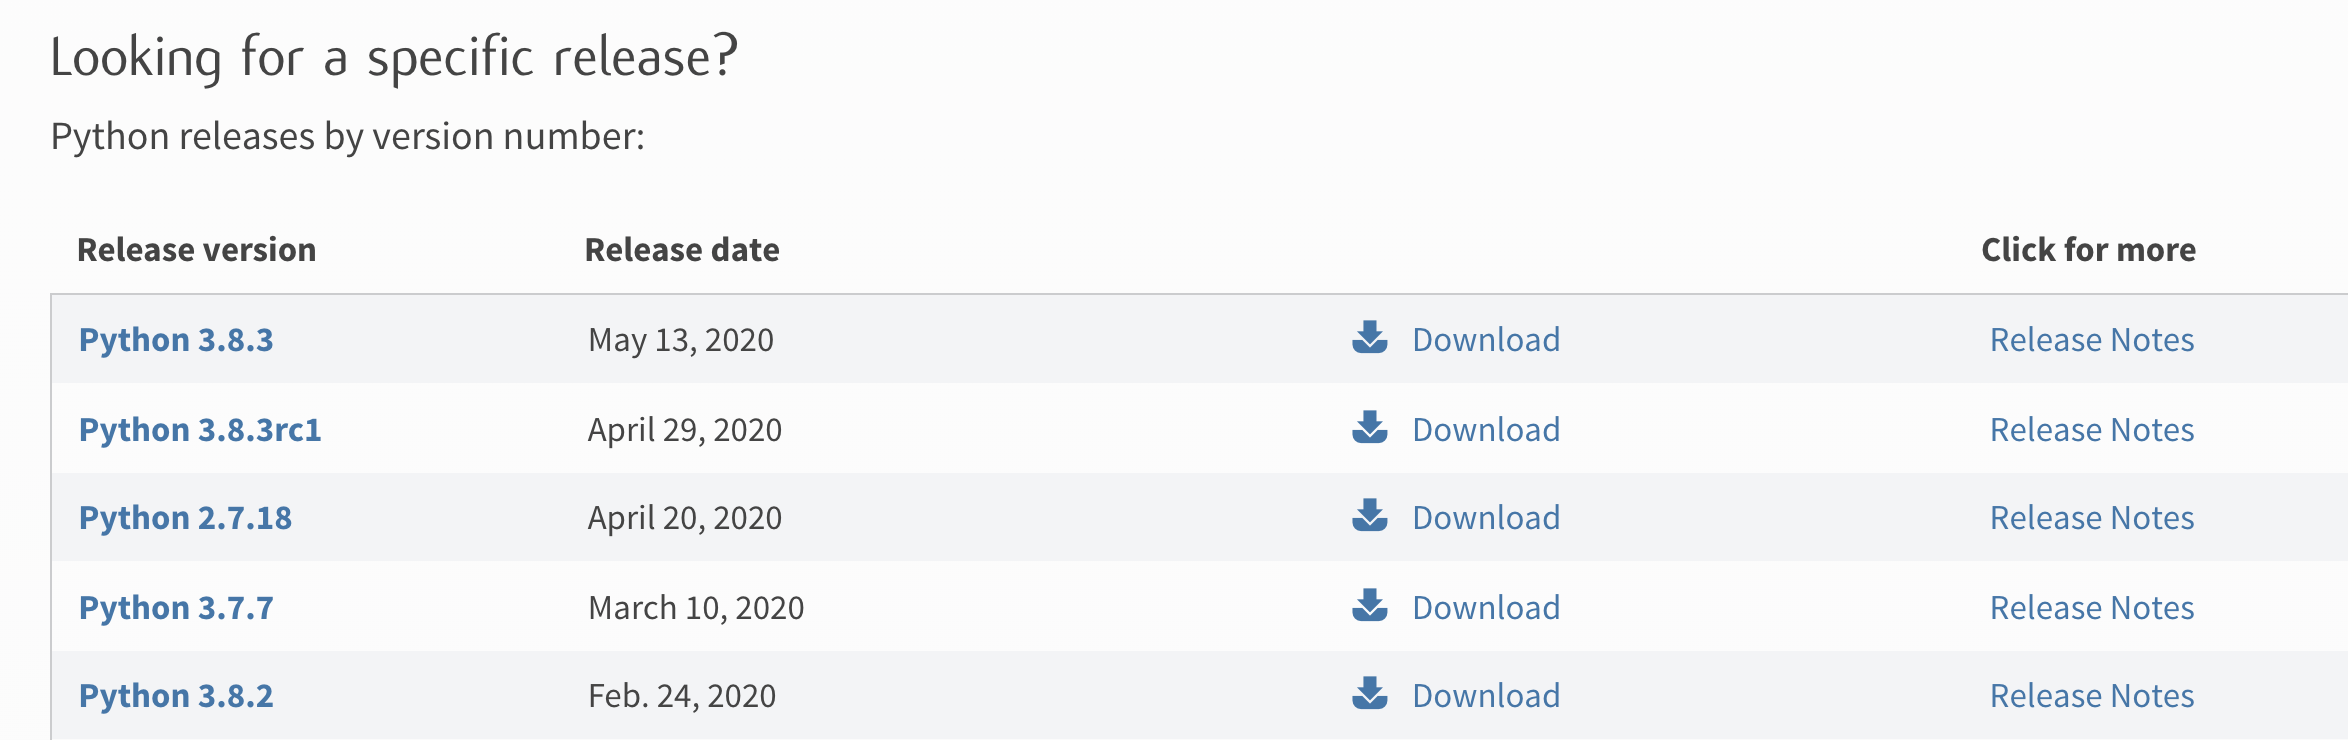 Looking for a specific release?
Python releases by version number:
Release version Release date Click for more
Python 3.8.3 May 13, 2020 Download Release Notes
Python 3.8.3rc1 April 29, 2020 Download Release Notes
Python 2.7.18 April 20, 2020 Download Release Notes
Python 3.7.7 March 10, 2020 Download Release Notes
Python 3.8.2 Feb. 24, 2020 Download Release Notes